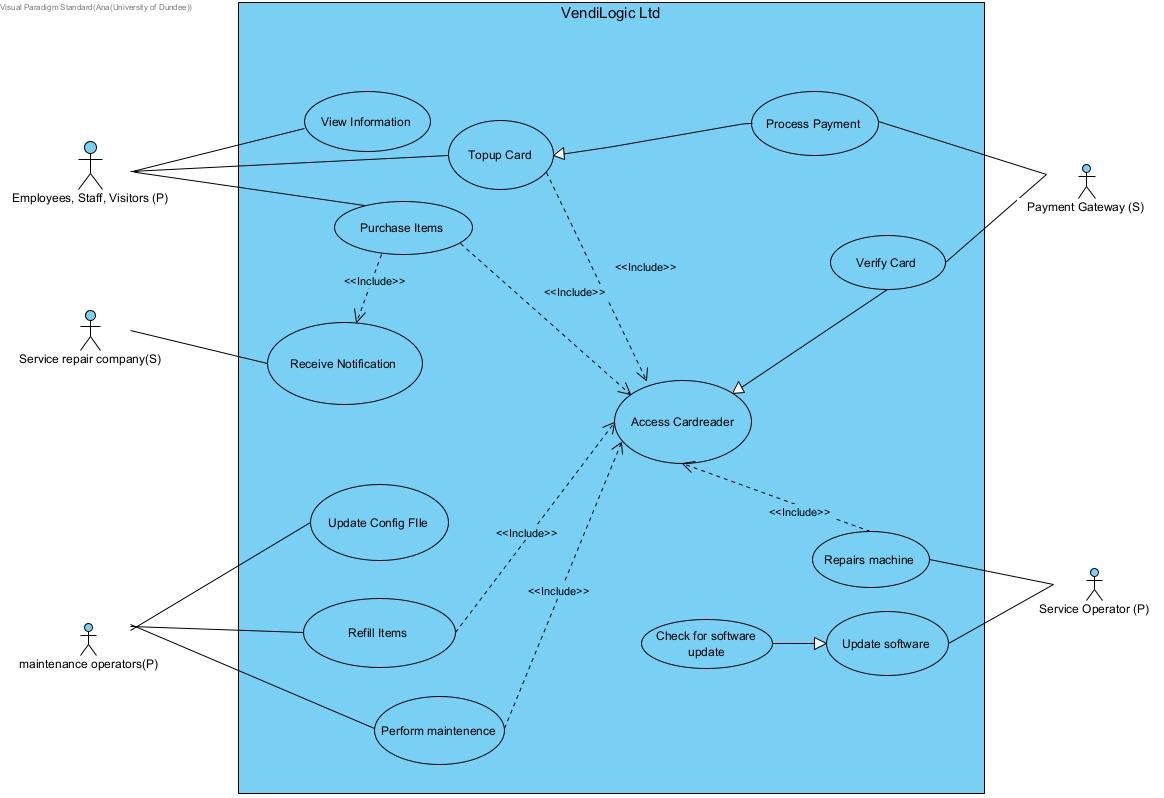 Visual Paradigm Standard(Ana(University of Dundee))
VendiLogic Ltd
View Information
Process Payment
Topup Card
Employees, Staff, Visitors (P)
Payment Gateway (S)
Purchase Items
Verify Card
<<Include>>
<<Include>>
<<Include>>
Service repair company(S)
Receive Notification
Access Cardreader
<<Include>>
Update Config FIle
<<Include>>
Repairs machine
<<Include>>
Service Operator (P)
Refill Items
Check for software
update
Update software
maintenance operators(P)
Perform maintenence